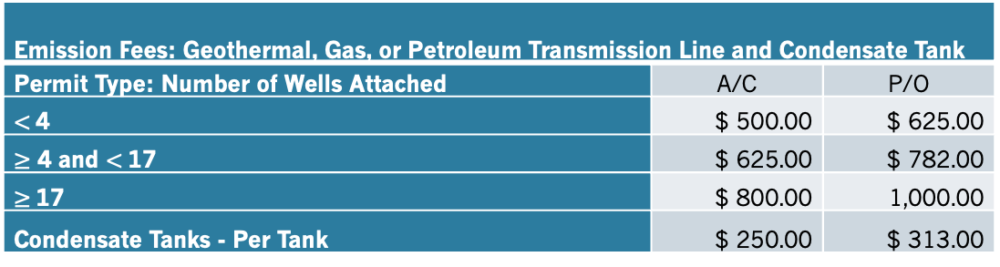 Emission Fees: Geothermal, Gas, or Petroleum Transmission Line and Condensate Tank
Permit Type: Number of Wells Attached A/C P/O
< 4 $ 500.00 $ 625.00
≥ 4 and < 17 $ 625.00 $ 782.00
≥ 17 $ 800.00 1,000.00
Condensate Tanks - Per Tank $ 250.00 $ 313.00